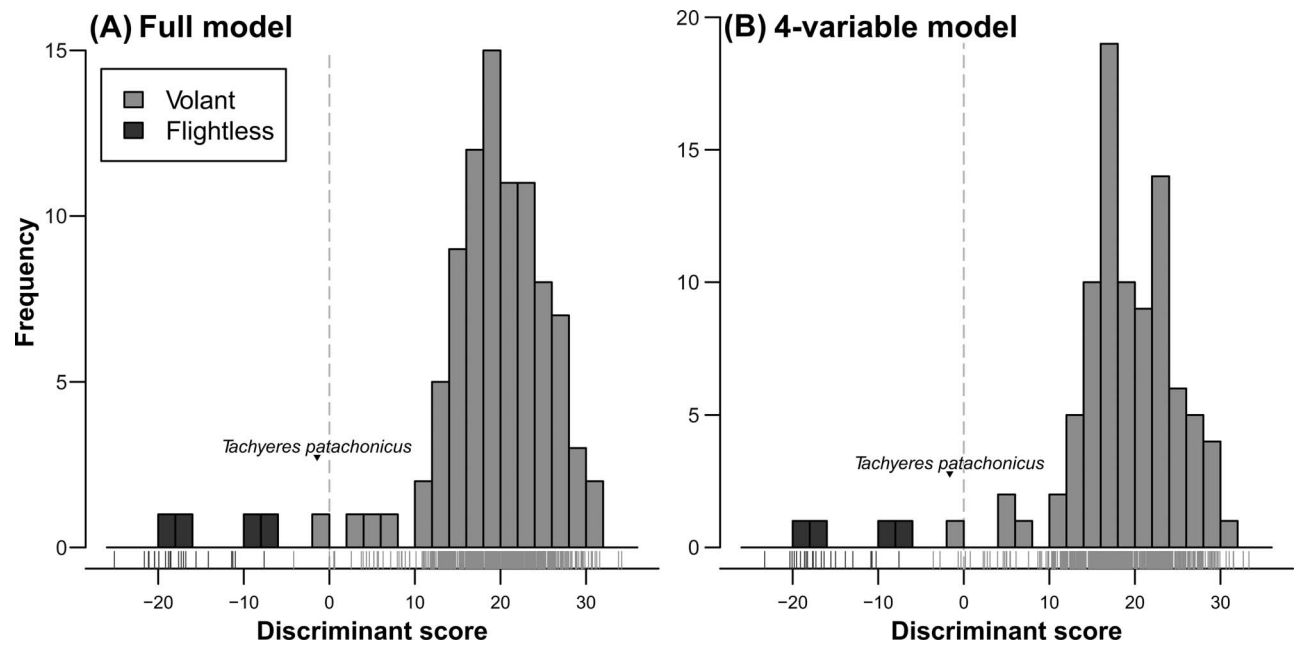 (A) Full model
15
10
5
0
Frequency
Volant
Flightless
Tachyeres patachonicus
−20 −10 0 10 20 30
Discriminant score
(B) 4-variable model
20
15
10
5
0
Tachyeres patachonicus
−20 −10 0 10 20 30
Discriminant score